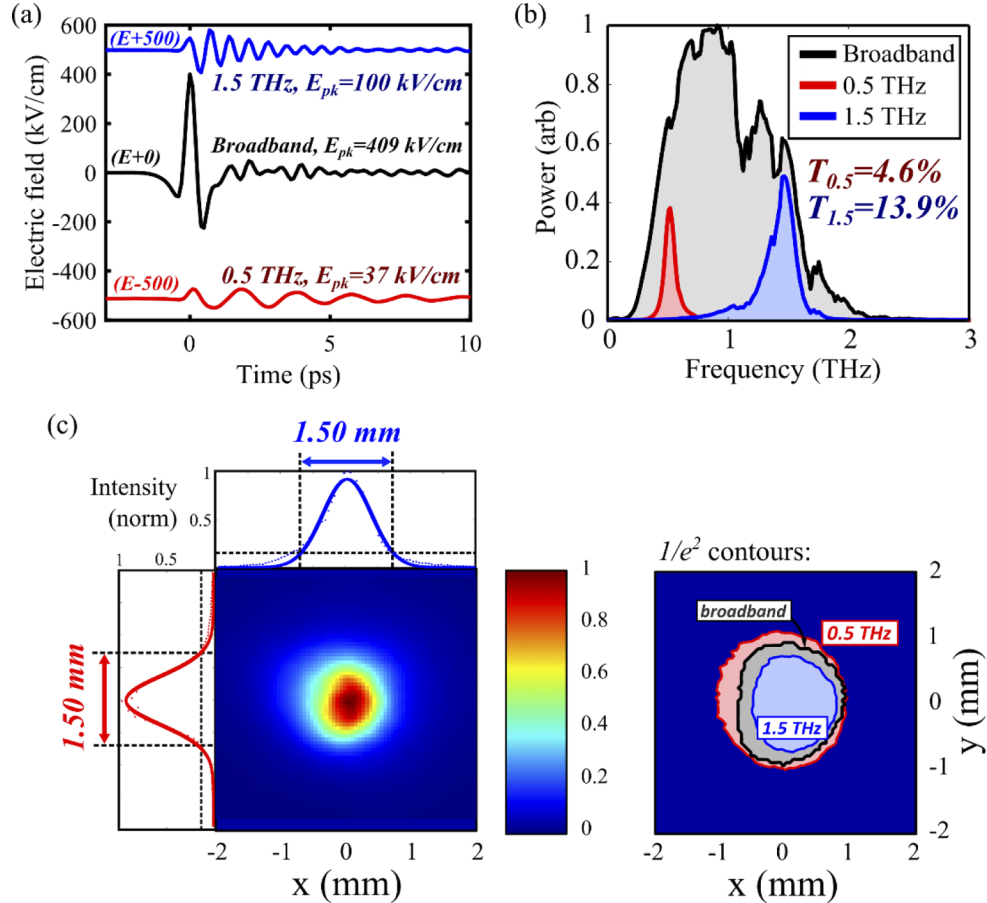 (a)
Electric field (kV/cm)
600
400
200
0
-200
-400
-600
(E+500)
1.5 THz, E_pk=100 kV/cm
Broadband, E_pk=409 kV/cm
(E+0)
0.5 THz, E_pk=37 kV/cm
(E-500)
0
5
10
Time (ps)
(b)
Power (arb)
1
0.8
0.6
0.4
0.2
0
Broadband
0.5 THz
1.5 THz
T_0.5=4.6%
T_1.5=13.9%
0
1
2
3
Frequency (THz)
(c)
1.50 mm
Intensity
(norm)
1
0.5
1
0.5
1.50 mm
-2
-1
0
1
2
x (mm)
1
0.8
0.6
0.4
0.2
0
1/e² contours:
broadband
0.5 THz
1.5 THz
2
1
0
-1
-2
y (mm)
-2
-1
0
1
2
x (mm)